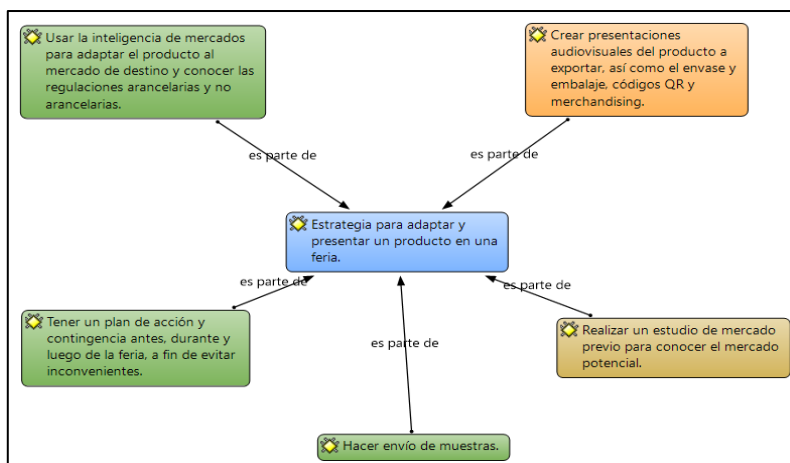 Usar la inteligencia de mercados
para adaptar el producto al
mercado de destino y conocer las
regulaciones arancelarias y no
arancelarias.
Crear presentaciones
audiovisuales del producto a
exportar, así como el envase y
embalaje, códigos QR y
merchandising.
es parte de
es parte de
Estrategia para adaptar y
presentar un producto en una
feria.
es parte de
es parte de
Tener un plan de acción y
contingencia antes, durante y
luego de la feria, a fin de evitar
inconvenientes.
es parte de
Realizar un estudio de mercado
previo para conocer el mercado
potencial.
Hacer envío de muestras.